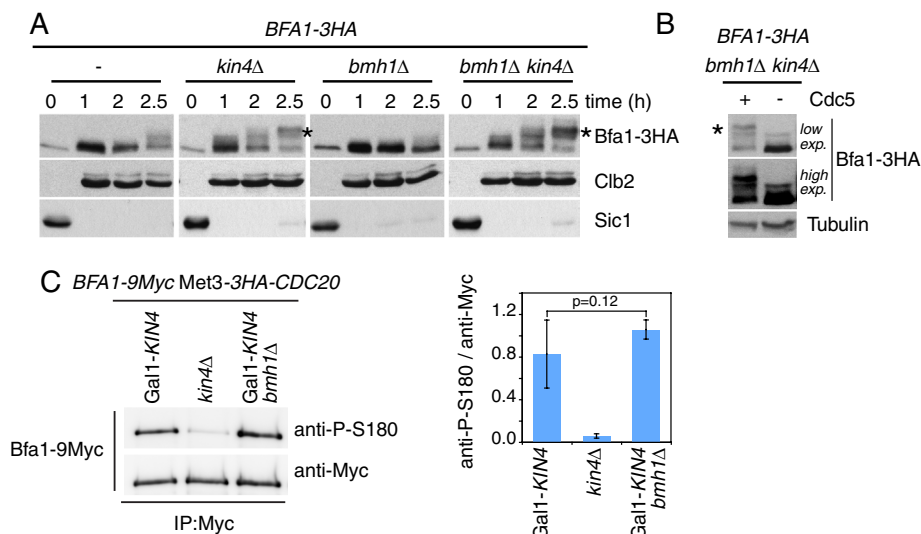 A
BFA1-3HA
- kin4Δ bmh1Δ bmh1Δ kin4Δ
0 1 2 2.5 0 1 2 2.5 0 1 2 2.5 0 1 2 2.5 time (h)
* * Bfa1-3HA
Clb2
Sic1
B
BFA1-3HA
bmh1Δ kin4Δ
+ - Cdc5
* low
exp.
Bfa1-3HA
high
exp.
Tubulin
C
BFA1-9Myc Met3-3HA-CDC20
Gal1-KIN4
kin4Δ
Gal1-KIN4
bmh1Δ
Bfa1-9Myc
anti-P-S180
anti-Myc
IP:Myc
anti-P-S180 / anti-Myc
1.2
0.8
0.4
0.0
p=0.12
Gal1-KIN4
kin4Δ
Gal1-KIN4
bmh1Δ